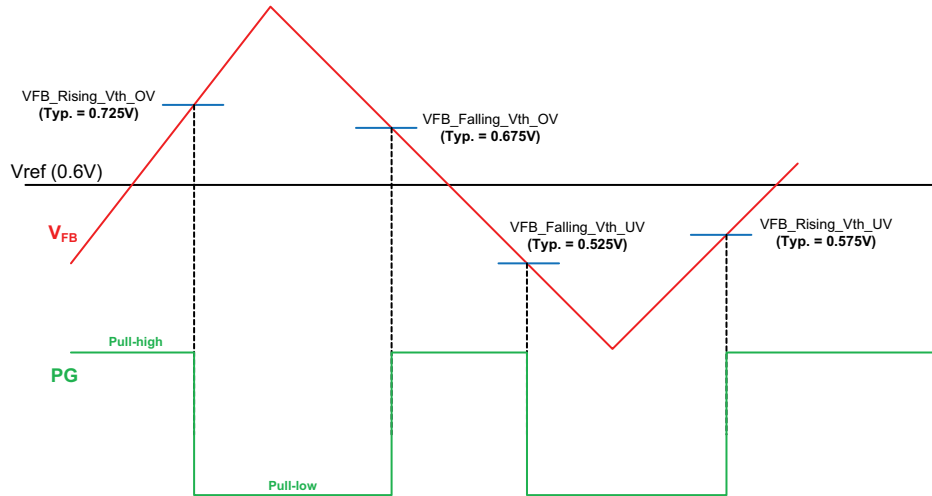 VFB_Rising_Vth_OV
(Typ. = 0.725V)
VFB_Falling_Vth_OV
(Typ. = 0.675V)
Vref (0.6V)
VFB
VFB_Falling_Vth_UV
(Typ. = 0.525V)
VFB_Rising_Vth_UV
(Typ. = 0.575V)
Pull-high
PG
Pull-low